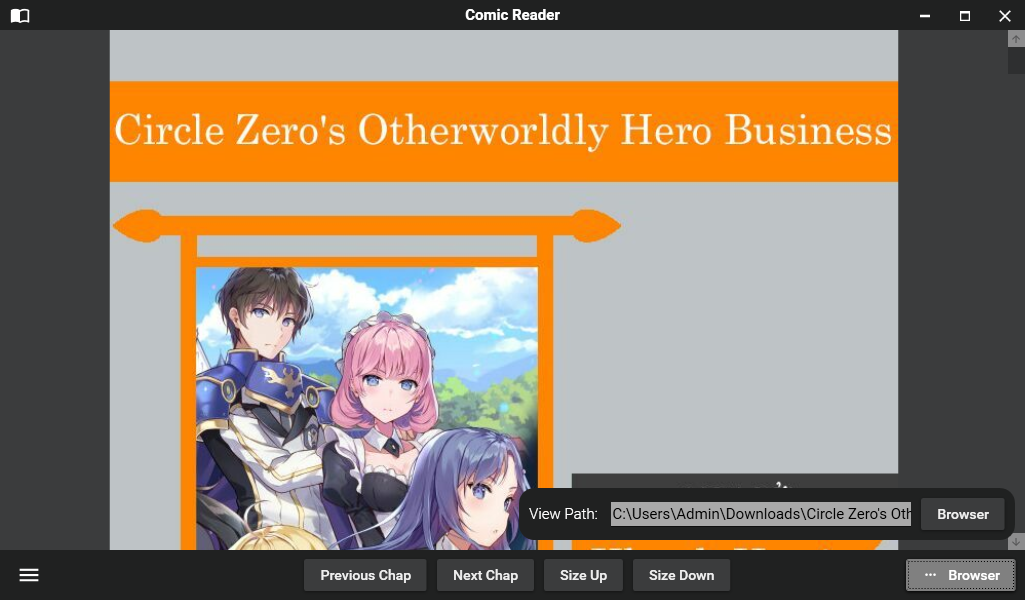 Comic Reader
Circle Zero's Otherworldly Hero Business
View Path: C:\Users\Admin\Downloads\Circle Zero's Oth Browser
Previous Chap Next Chap Size Up Size Down ··· Browser